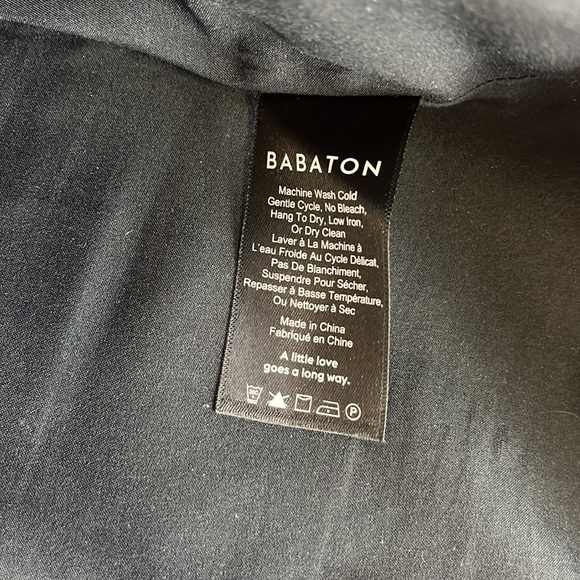 BABATON
Machine Wash Cold
Gentle Cycle, No Bleach,
Hang To Dry, Low Iron,
Or Dry Clean
Laver à La Machine à
L'eau Froide Au Cycle Délicat,
Pas De Blanchiment,
Suspendre Pour Sécher,
Repasser à Basse Température,
Ou Nettoyer à Sec
Made in China
Fabriqué en Chine
A little love
goes a long way.
P